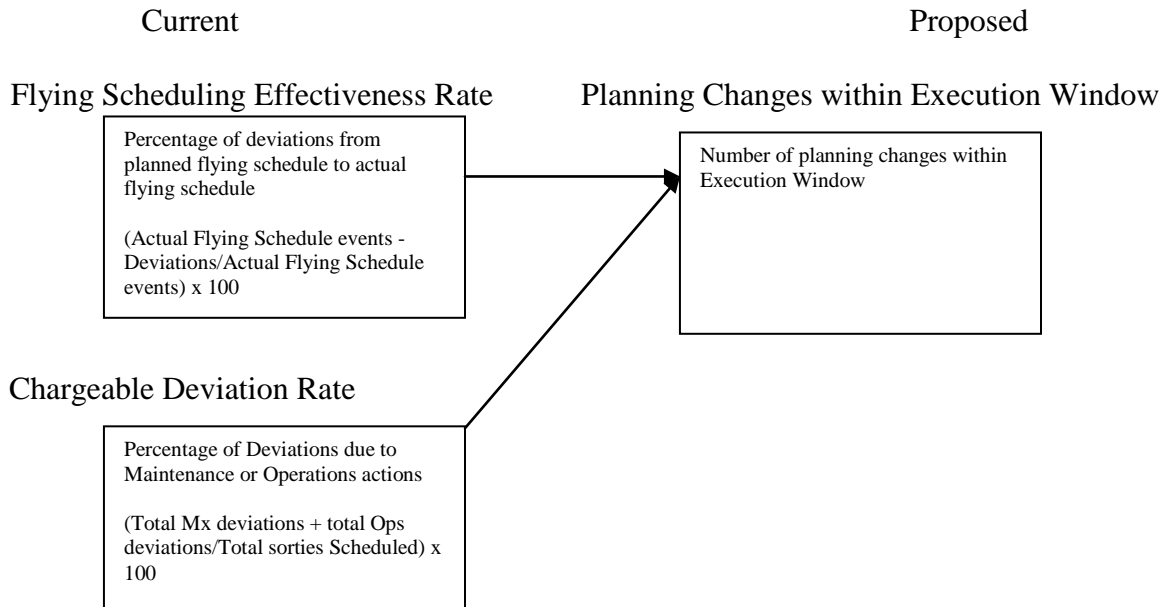 Current
Proposed
Flying Scheduling Effectiveness Rate
Planning Changes within Execution Window
Percentage of deviations from
planned flying schedule to actual
flying schedule
(Actual Flying Schedule events -
Deviations/Actual Flying Schedule
events) x 100
Number of planning changes within
Execution Window
Chargeable Deviation Rate
Percentage of Deviations due to
Maintenance or Operations actions
(Total Mx deviations + total Ops
deviations/Total sorties Scheduled) x
100